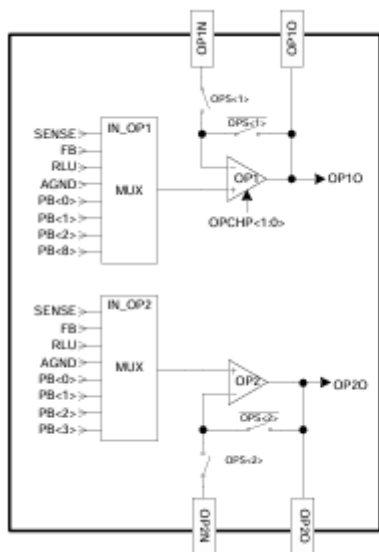 OP1N
OP1O
OPS<1>
OPS<1>
SENSE
FB
RLU
AGND
PB<0>
PB<1>
PB<2>
PB<8>
IN_OP1
MUX
OP1
OP1O
OPCHP<1:0>
SENSE
FB
RLU
AGND
PB<0>
PB<1>
PB<2>
PB<3>
IN_OP2
MUX
OP2
OP2O
OPS<2>
OPS<2>
OP2N
OP2O